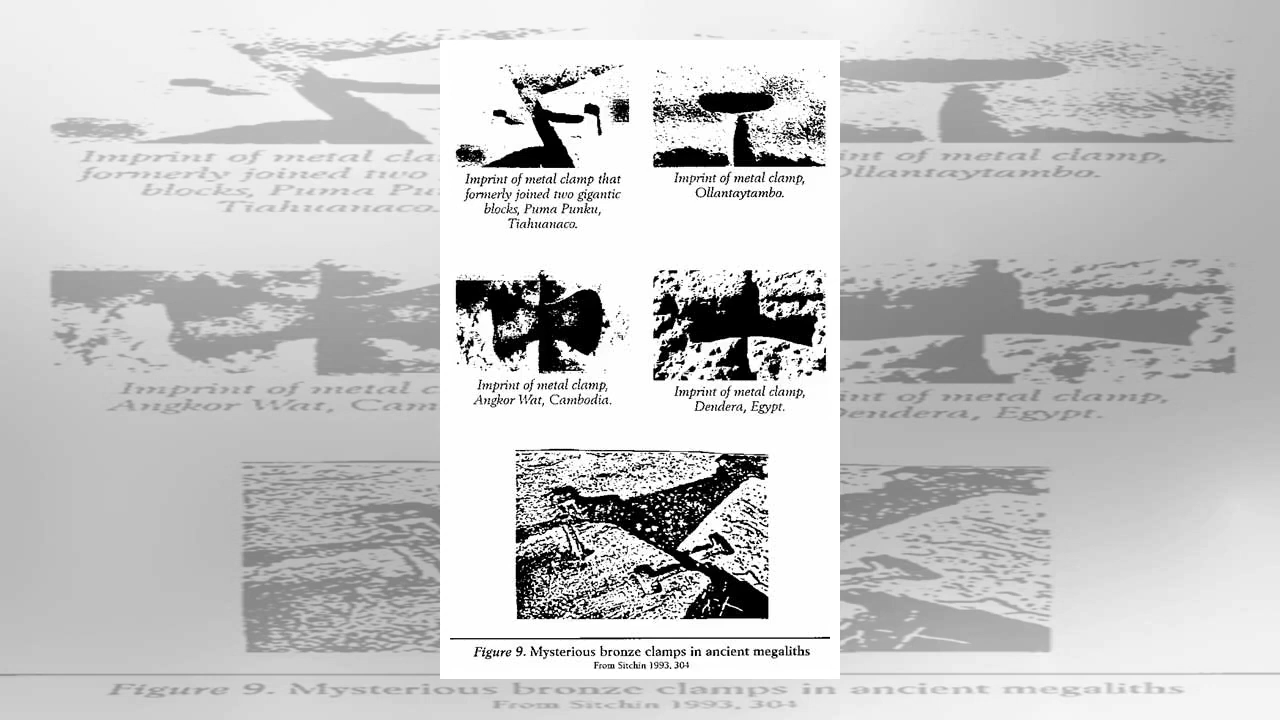 Imprint of metal clamp that
formerly joined two gigantic
blocks, Puma Punku,
Tiahuanaco.
Imprint of metal clamp,
Ollantaytambo.
Imprint of metal clamp,
Angkor Wat, Cambodia.
Imprint of metal clamp,
Dendera, Egypt.
Figure 9. Mysterious bronze clamps in ancient megaliths
From Sitchin 1993, 304